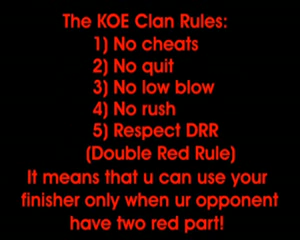 The KOE Clan Rules:
1) No cheats
2) No quit
3) No low blow
4) No rush
5) Respect DRR
(Double Red Rule)
It means that u can use your
finisher only when ur opponent
have two red part!